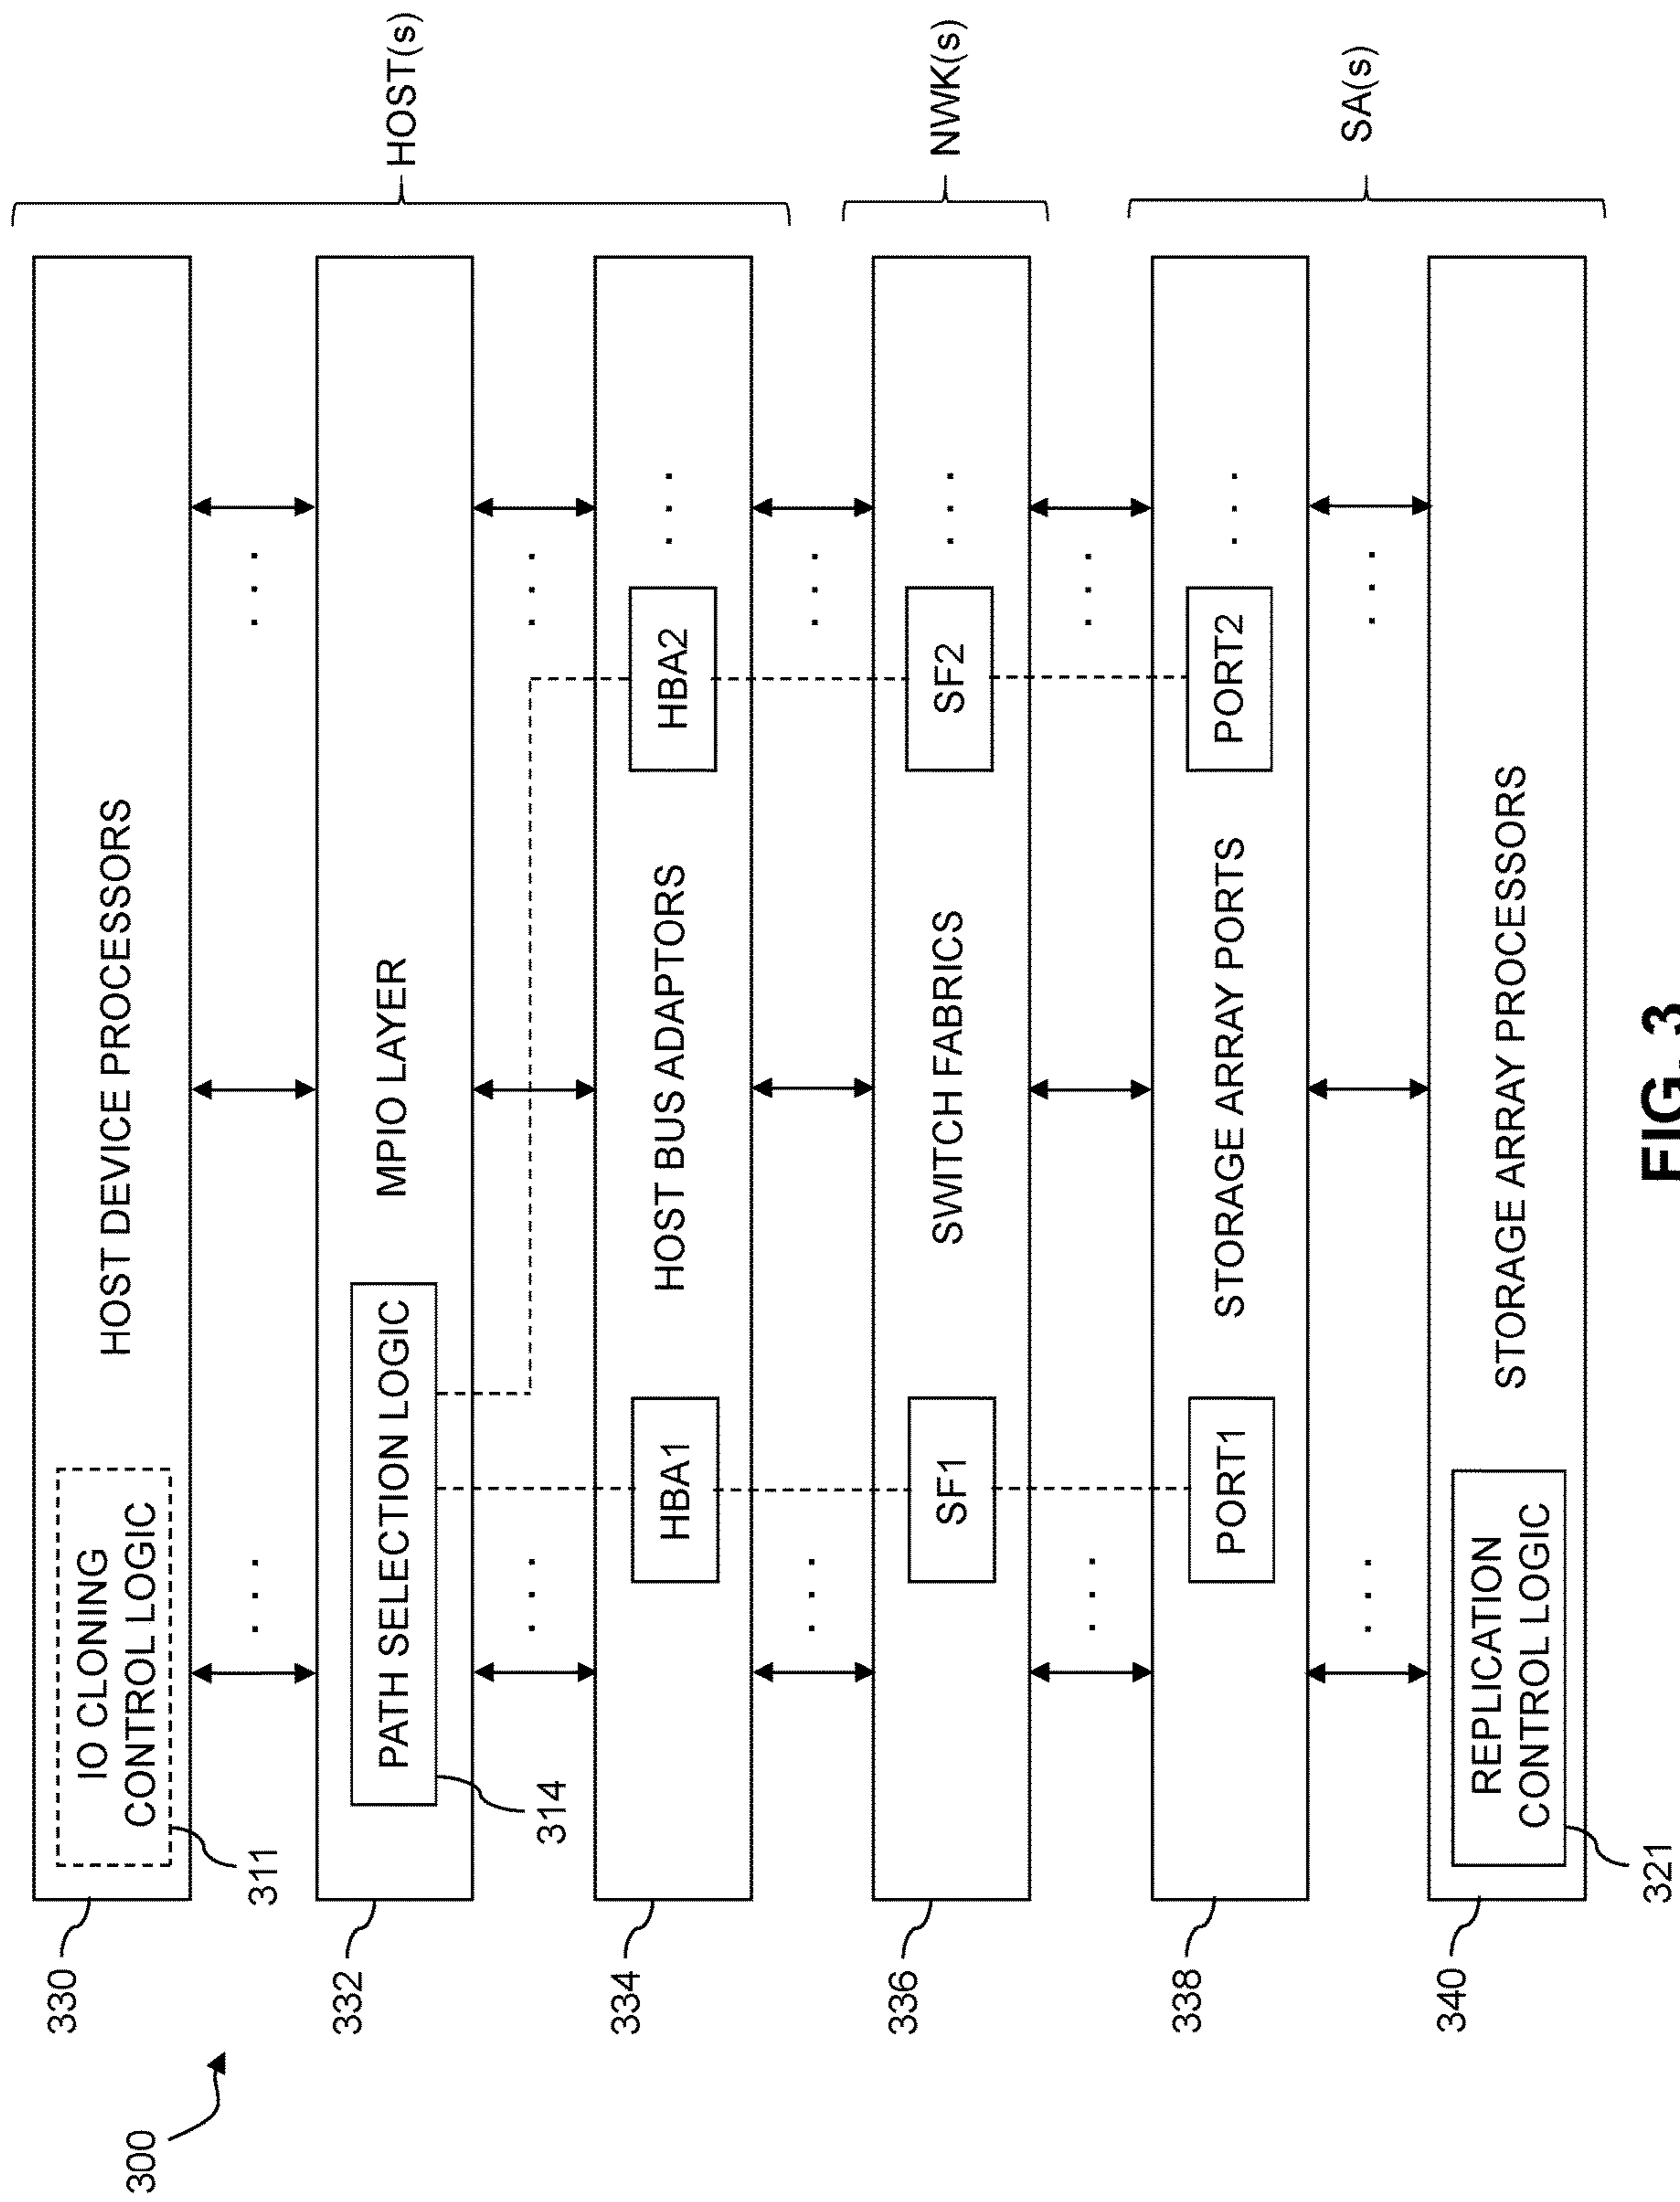 300
330
IO CLONING
CONTROL LOGIC
311
HOST DEVICE PROCESSORS
HOST(s)
332
PATH SELECTION LOGIC
314
MPIO LAYER
334
HBA1
HOST BUS ADAPTORS
HBA2
336
SF1
SWITCH FABRICS
SF2
NWK(s)
338
PORT1
STORAGE ARRAY PORTS
PORT2
SA(s)
340
REPLICATION
CONTROL LOGIC
321
STORAGE ARRAY PROCESSORS
FIG. 3